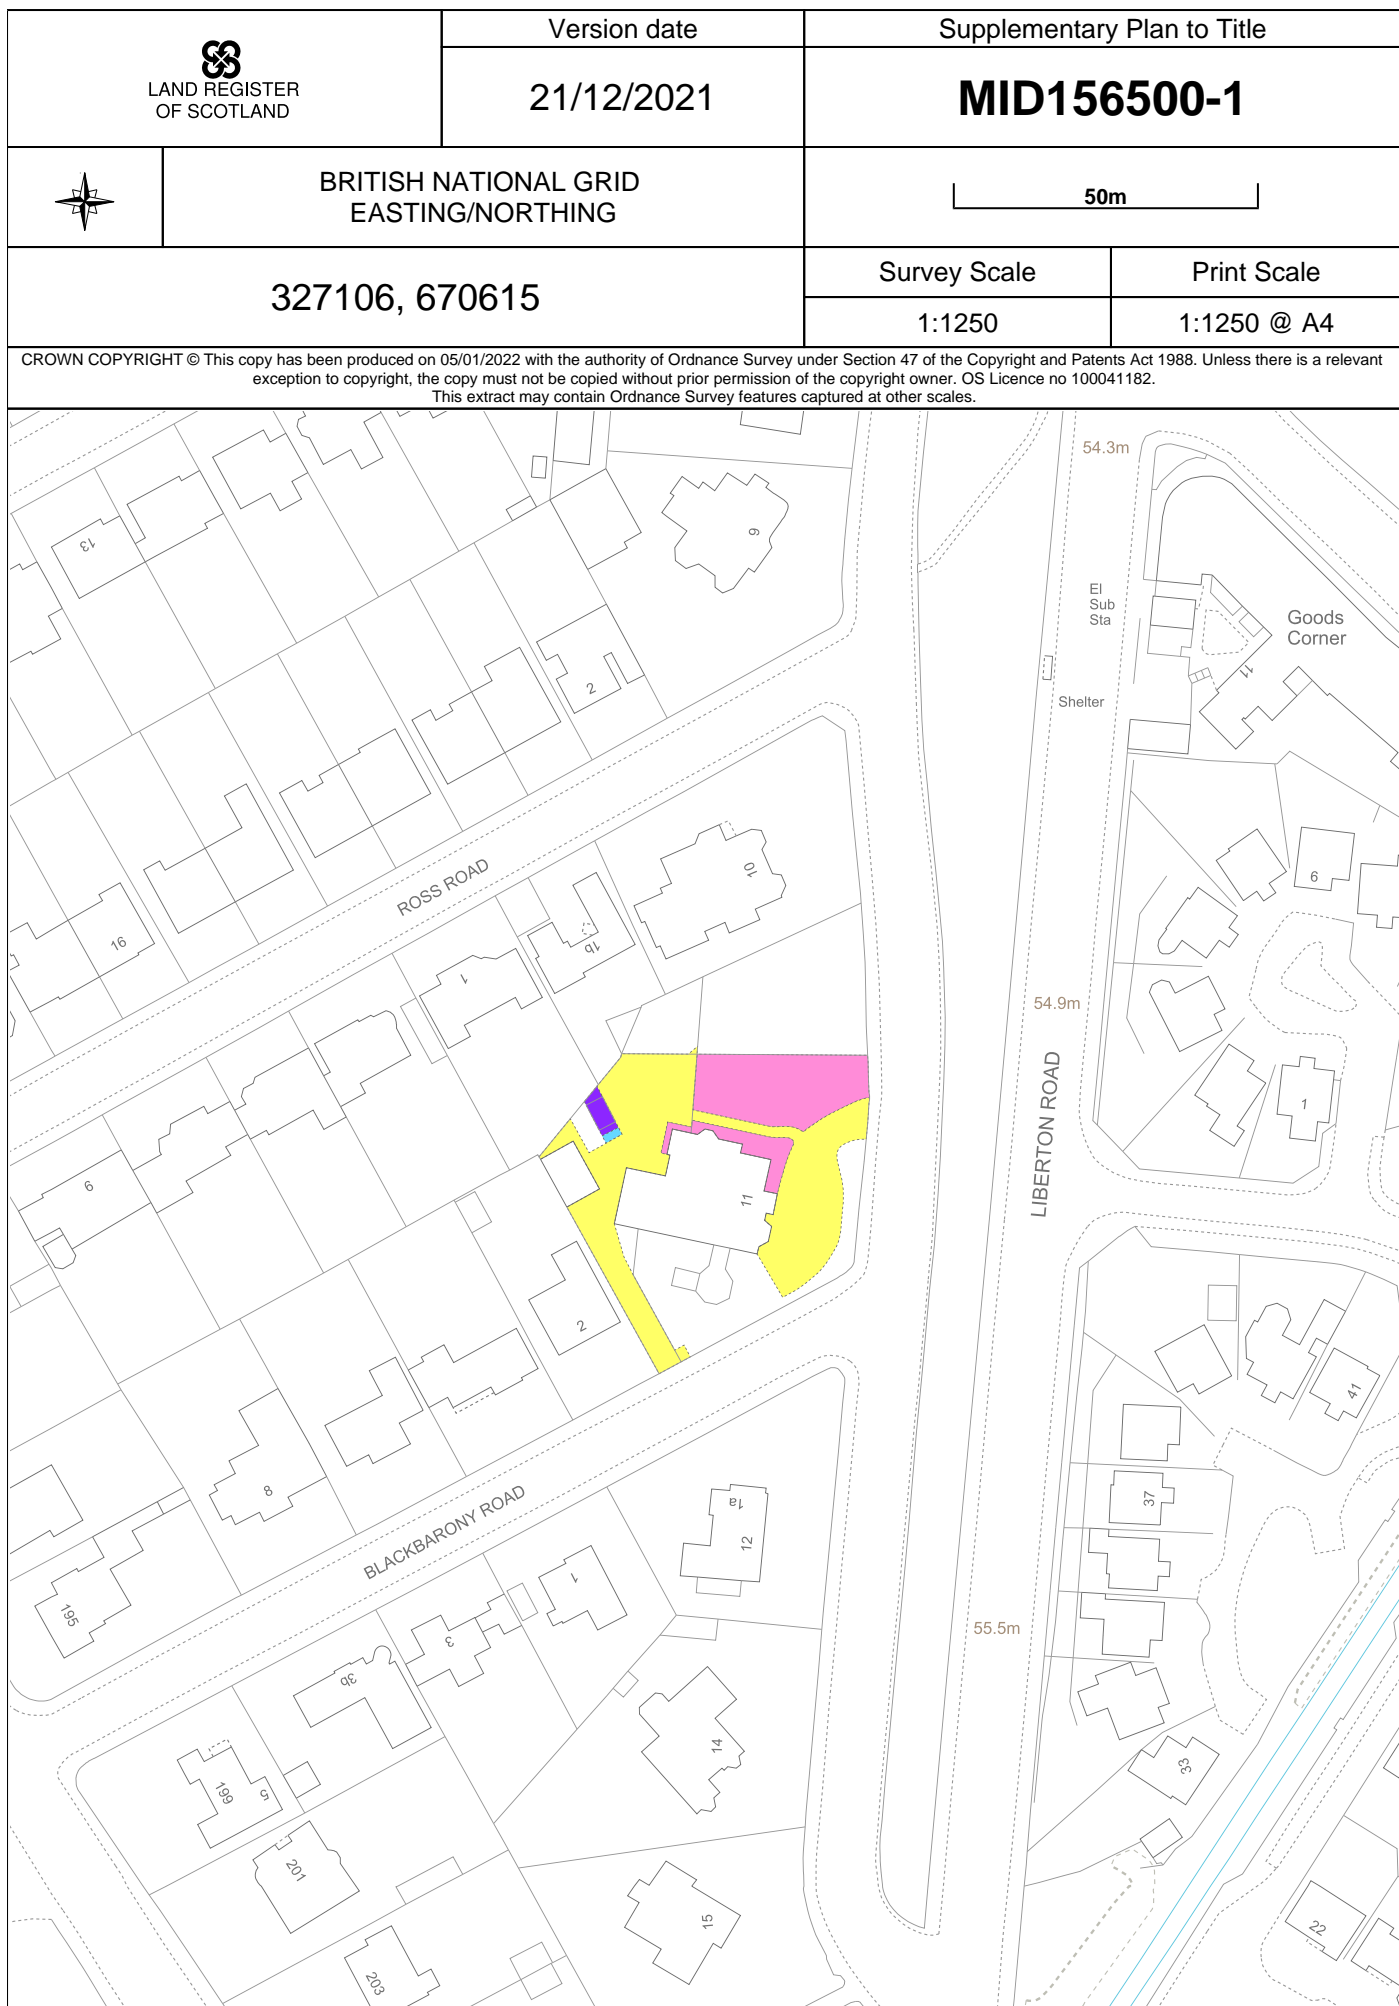 LAND REGISTER
OF SCOTLAND
Version date
21/12/2021
Supplementary Plan to Title
MID156500-1
BRITISH NATIONAL GRID
EASTING/NORTHING
50m
327106, 670615
Survey Scale
Print Scale
1:1250
1:1250 @ A4
CROWN COPYRIGHT © This copy has been produced on 05/01/2022 with the authority of Ordnance Survey under Section 47 of the Copyright and Patents Act 1988. Unless there is a relevant
exception to copyright, the copy must not be copied without prior permission of the copyright owner. OS Licence no 100041182.
This extract may contain Ordnance Survey features captured at other scales.
54.3m
13
9
El
Sub
Sta
Goods
Corner
11
2
Shelter
ROSS ROAD
10
6
16
1b
1
54.9m
LIBERTON ROAD
1
9
11
2
41
8
BLACKBARONY ROAD
1a
12
37
195
1
3
55.5m
3b
14
33
199
5
201
15
22
203